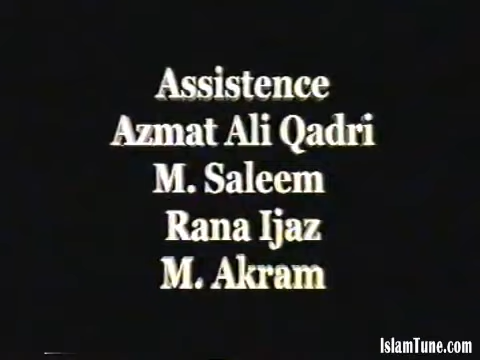 Assistence
Azmat Ali Qadri
M. Saleem
Rana Ijaz
M. Akram
IslamTune.com